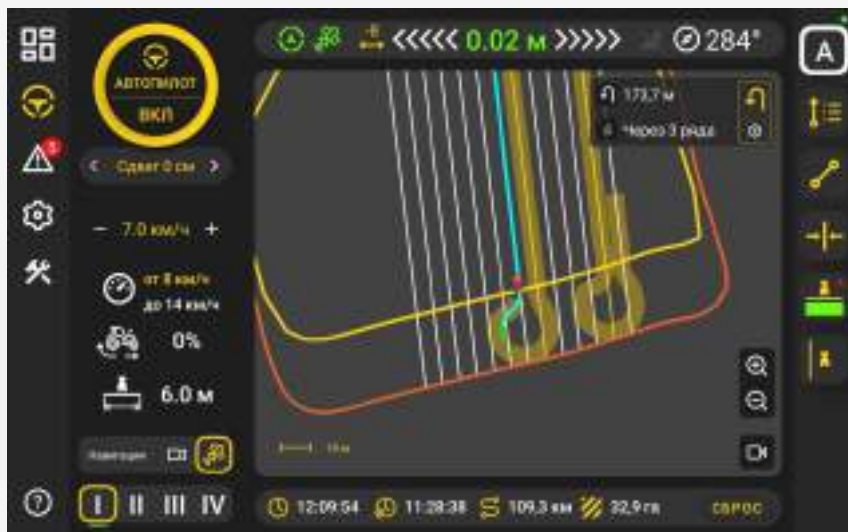 АВТОПИЛОТ
ВКЛ
Сдвиг 0 см
- 7.0 км/ч +
от 8 км/ч
до 14 км/ч
0%
6.0 м
Навигация
I II III IV
<<<<< 0.02 м >>>>>
284°
173,7 м
Через 3 ряда
12:09:54
11:28:38
109,3 км
32,9 га
СБРОС
A